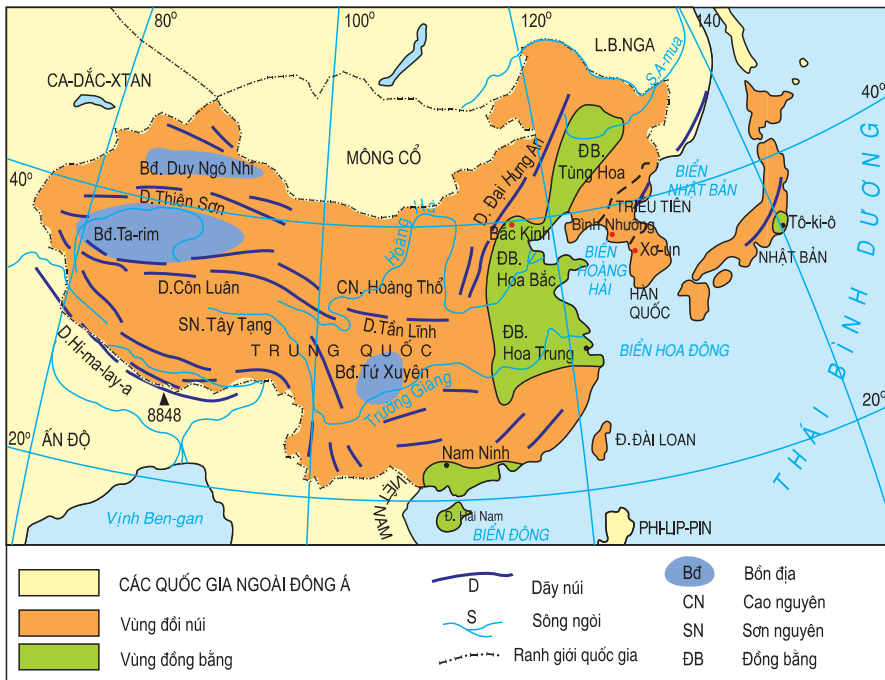 80°
100°
120°
140
L.B.NGA
S.A-mua
CA-DẮC-XTAN
40°
MÔNG CỔ
Bđ. Duy Ngô Nhi
D. Đại Hưng An
ĐB.
Tùng Hoa
BIỂN
NHẬT BẢN
40°
D.Thiên Sơn
Hoàng Hà
TRIỀU TIÊN
Tô-ki-ô
Bđ.Ta-rim
Bắc Kinh
Bình Nhưỡng
Xơ-un
NHẬT BẢN
ĐB.
Hoa Bắc
BIỂN
HOÀNG
HẢI
D.Côn Luân
CN. Hoàng Thổ
HÀN
QUỐC
SN.Tây Tạng
D.Tần Lĩnh
ĐB.
Hoa Trung
TRUNG QUỐC
BIỂN HOA ĐÔNG
D.Hi-ma-lay-a
Bđ.Tứ Xuyên
Trường Giang
8848
THÁI BÌNH DƯƠNG
20°
20°
ẤN ĐỘ
Nam Ninh
Đ.ĐÀI LOAN
VIỆT NAM
Vịnh Ben-gan
Đ. Hải Nam
BIỂN ĐÔNG
PHI-LIP-PIN
CÁC QUỐC GIA NGOÀI ĐÔNG Á
Vùng đồi núi
Vùng đồng bằng
D Dãy núi
S Sông ngòi
Ranh giới quốc gia
Bđ Bồn địa
CN Cao nguyên
SN Sơn nguyên
ĐB Đồng bằng